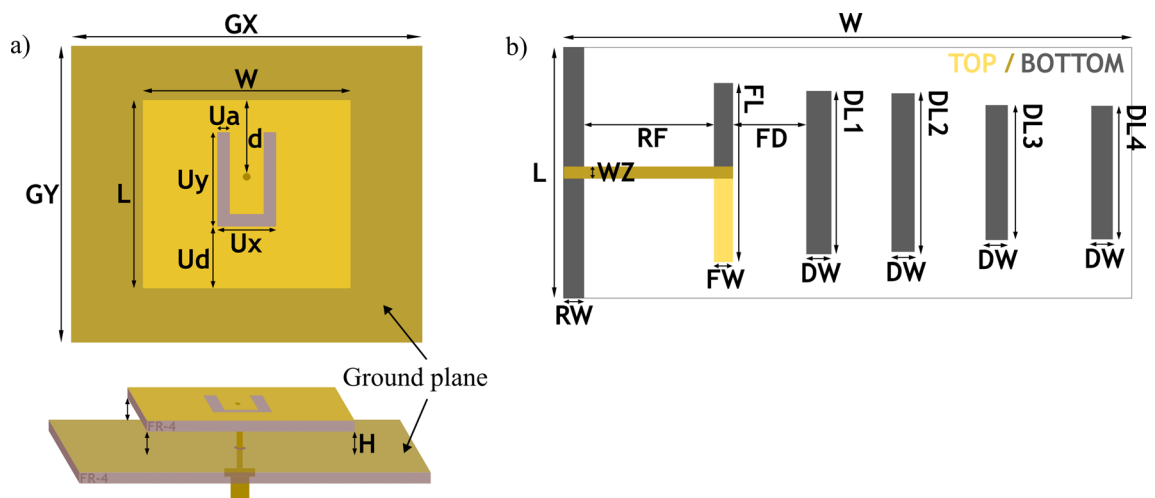 a)
GX
GY
W
L
Ua
d
Uy
Ux
Ud
Ground plane
FR-4
H
FR-4
b)
W
TOP / BOTTOM
L
RF
WZ
FL
FD
DL1
DL2
DL3
DL4
RW
FW
DW
DW
DW
DW